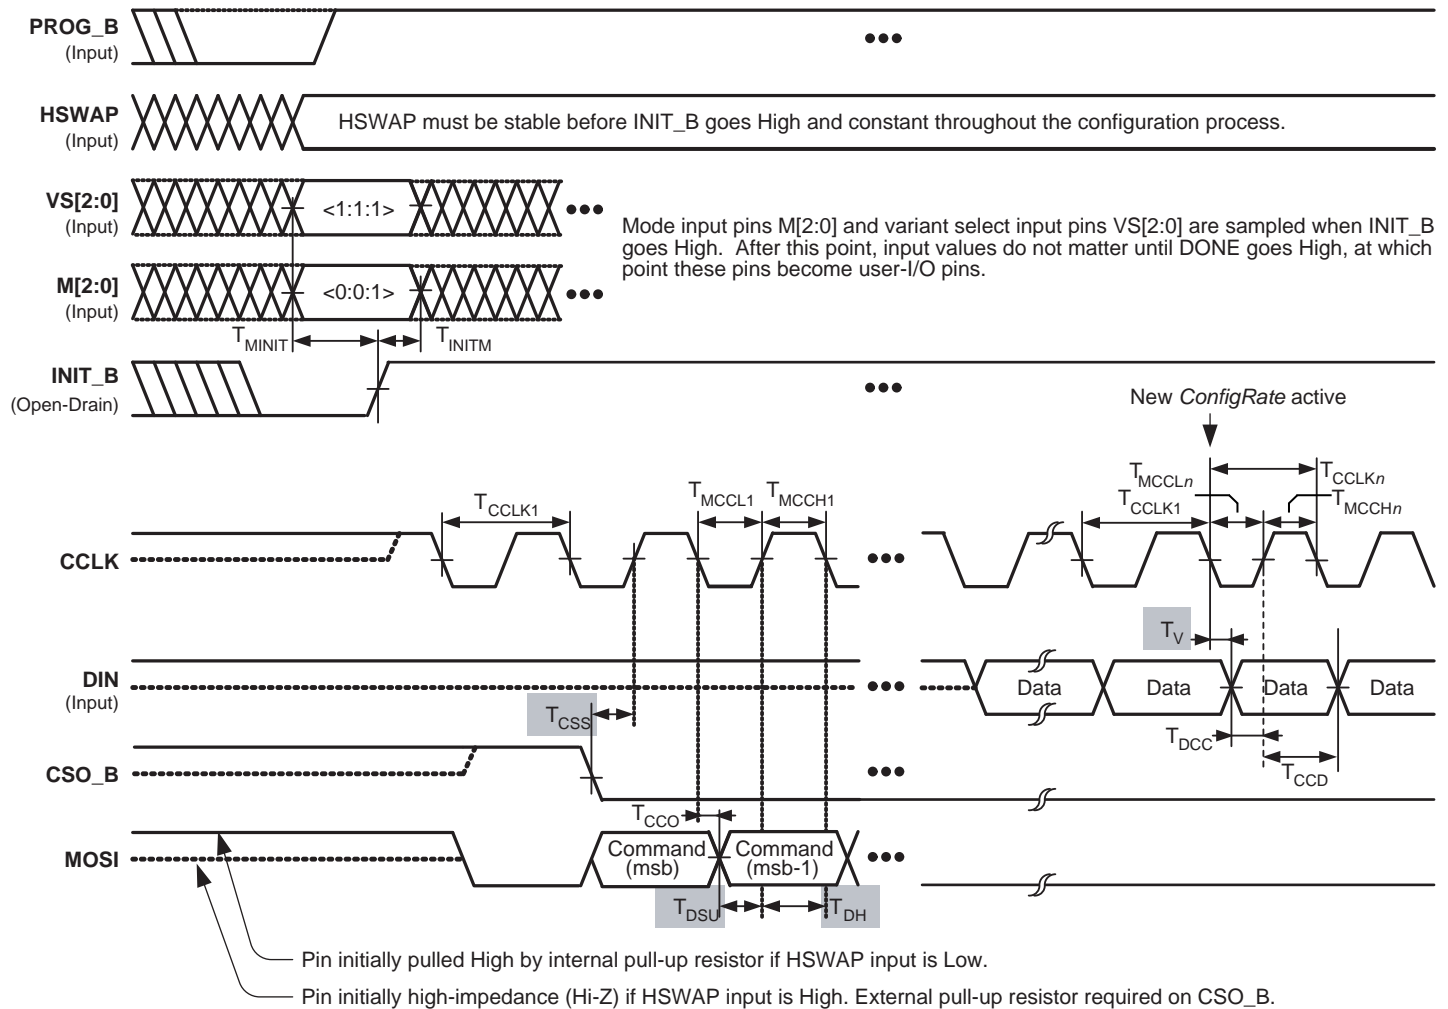 PROG_B
(Input)
HSWAP
(Input)
HSWAP must be stable before INIT_B goes High and constant throughout the configuration process.
VS[2:0]
(Input)
<1:1:1>
Mode input pins M[2:0] and variant select input pins VS[2:0] are sampled when INIT_B
goes High. After this point, input values do not matter until DONE goes High, at which
point these pins become user-I/O pins.
M[2:0]
(Input)
<0:0:1>
TMINIT
TINITM
INIT_B
(Open-Drain)
New ConfigRate active
TCCLK1
TMCCL1
TMCCH1
TMCCLn
TCCLKn
TCCLK1
TMCCHn
CCLK
TV
DIN
(Input)
Data
Data
Data
Data
TCSS
TDCC
TCCD
CSO_B
TCCO
MOSI
Command
(msb)
Command
(msb-1)
TDSU
TDH
Pin initially pulled High by internal pull-up resistor if HSWAP input is Low.
Pin initially high-impedance (Hi-Z) if HSWAP input is High. External pull-up resistor required on CSO_B.